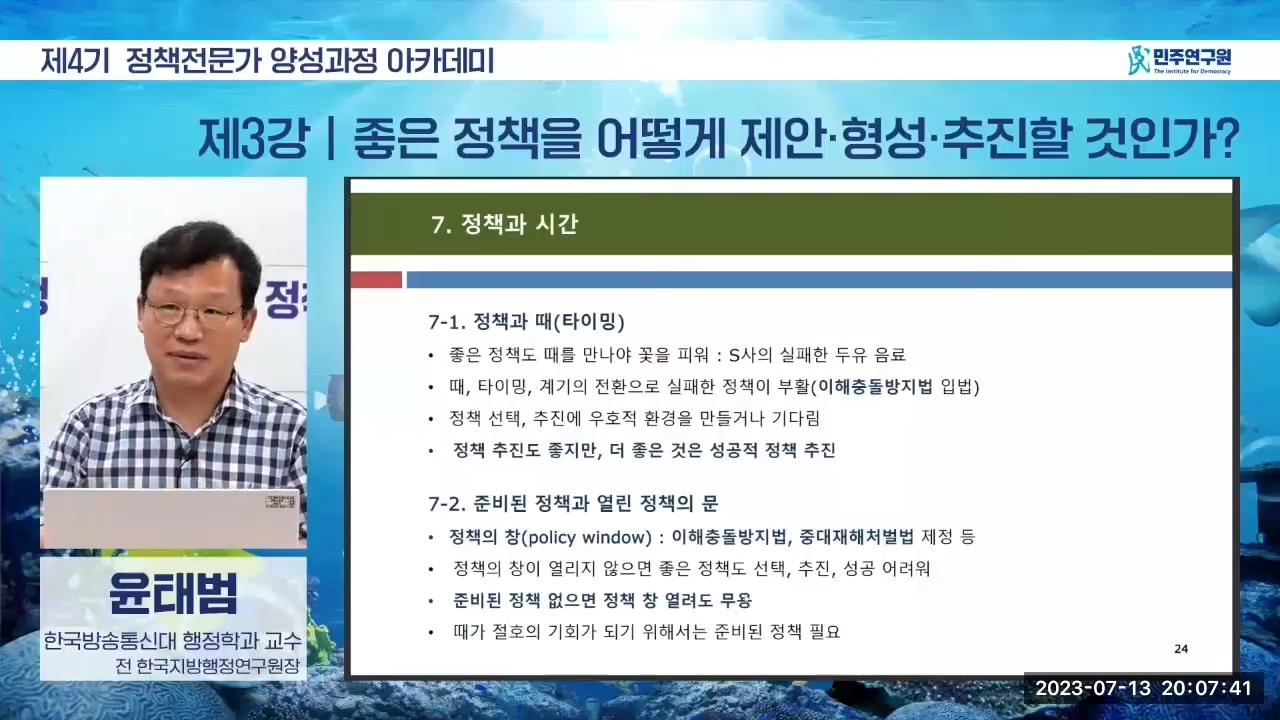 제4기 정책전문가 양성과정 아카데미
민주연구원
The Institute for Democracy
제3강 | 좋은 정책을 어떻게 제안·형성·추진할 것인가?
7. 정책과 시간
7-1. 정책과 때(타이밍)
• 좋은 정책도 때를 만나야 꽃을 피워 : S사의 실패한 두유 음료
• 때, 타이밍, 계기의 전환으로 실패한 정책이 부활(이해충돌방지법 입법)
• 정책 선택, 추진에 우호적 환경을 만들거나 기다림
• 정책 추진도 좋지만, 더 좋은 것은 성공적 정책 추진
7-2. 준비된 정책과 열린 정책의 문
• 정책의 창(policy window) : 이해충돌방지법, 중대재해처벌법 제정 등
• 정책의 창이 열리지 않으면 좋은 정책도 선택, 추진, 성공 어려워
• 준비된 정책 없으면 정책 창 열려도 무용
• 때가 절호의 기회가 되기 위해서는 준비된 정책 필요
24
윤태범
한국방송통신대 행정학과 교수
전 한국지방행정연구원장
2023-07-13 20:07:41